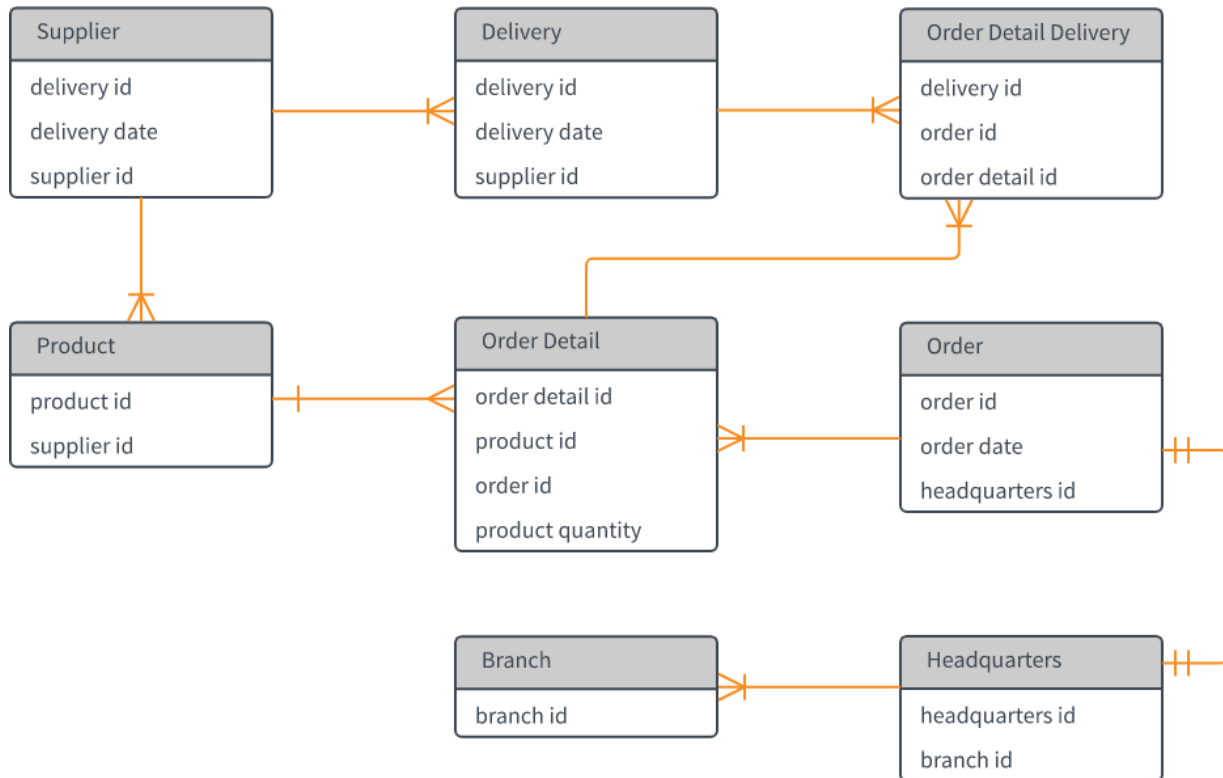 Supplier
delivery id
delivery date
supplier id
Delivery
delivery id
delivery date
supplier id
Order Detail Delivery
delivery id
order id
order detail id
Product
product id
supplier id
Order Detail
order detail id
product id
order id
product quantity
Order
order id
order date
headquarters id
Branch
branch id
Headquarters
headquarters id
branch id